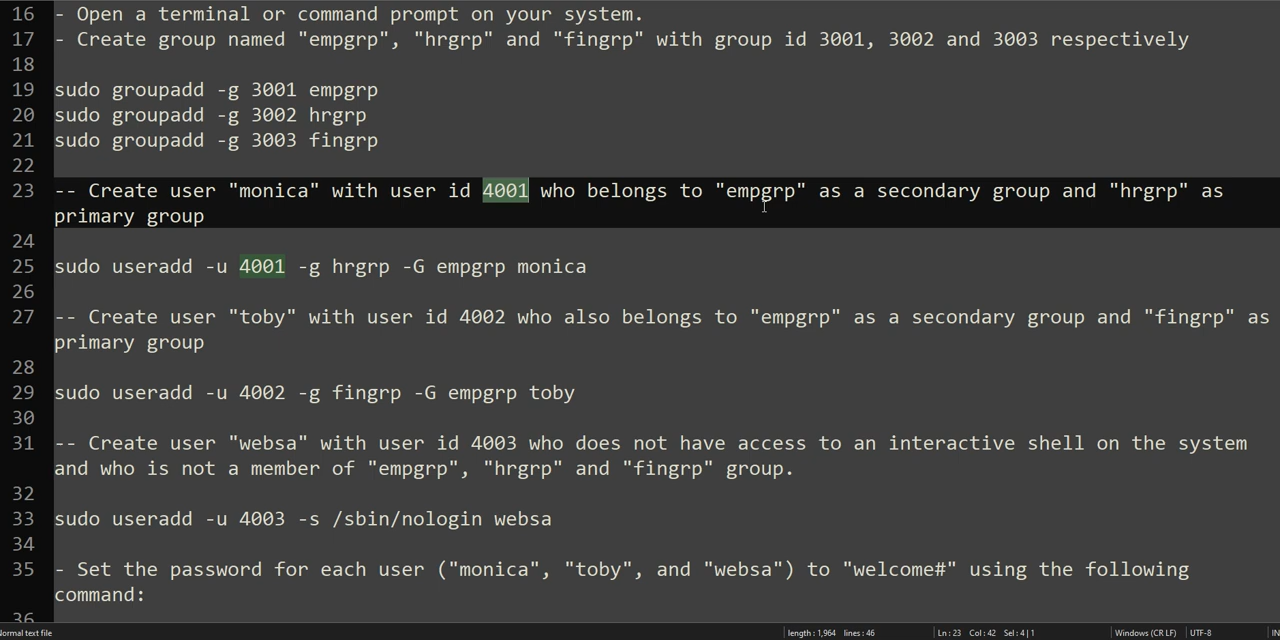 16 - Open a terminal or command prompt on your system.
17 - Create group named "empgrp", "hrgrp" and "fingrp" with group id 3001, 3002 and 3003 respectively
18
19 sudo groupadd -g 3001 empgrp
20 sudo groupadd -g 3002 hrgrp
21 sudo groupadd -g 3003 fingrp
22
23 -- Create user "monica" with user id 4001 who belongs to "empgrp" as a secondary group and "hrgrp" as
primary group
24
25 sudo useradd -u 4001 -g hrgrp -G empgrp monica
26
27 -- Create user "toby" with user id 4002 who also belongs to "empgrp" as a secondary group and "fingrp" as
primary group
28
29 sudo useradd -u 4002 -g fingrp -G empgrp toby
30
31 -- Create user "websa" with user id 4003 who does not have access to an interactive shell on the system
and who is not a member of "empgrp", "hrgrp" and "fingrp" group.
32
33 sudo useradd -u 4003 -s /sbin/nologin websa
34
35 - Set the password for each user ("monica", "toby", and "websa") to "welcome#" using the following
command:
36
Normal text file length : 1,964 lines : 46 Ln : 23 Col : 42 Sel : 4 | 1 Windows (CR LF) UTF-8 IN